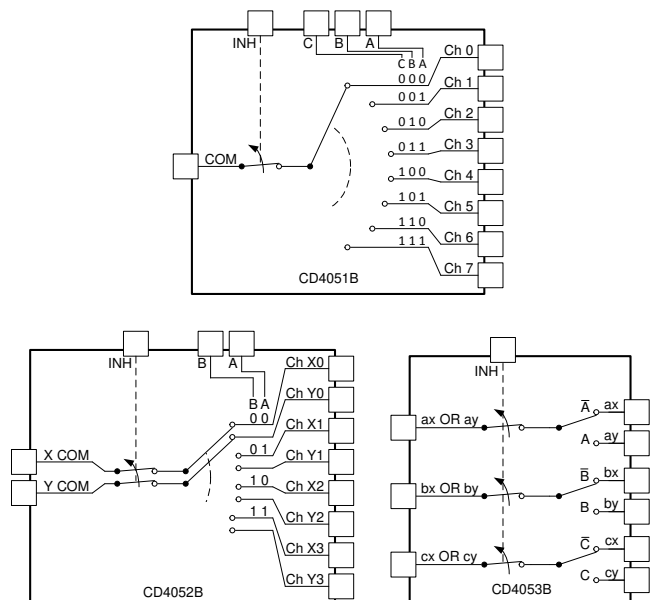 INH C B A
C B A
Ch 0
0 0 0
Ch 1
0 0 1
Ch 2
0 1 0
Ch 3
0 1 1
COM
Ch 4
1 0 0
Ch 5
1 0 1
Ch 6
1 1 0
Ch 7
1 1 1
CD4051B
INH B A
Ch X0
B A
0 0
Ch Y0
Ch X1
0 1
X COM
Ch Y1
Y COM
Ch X2
1 0
Ch Y2
1 1
Ch X3
Ch Y3
CD4052B
INH
A̅ ax
ax OR ay
A ay
B̅ bx
bx OR by
B by
C̅ cx
cx OR cy
C cy
CD4053B